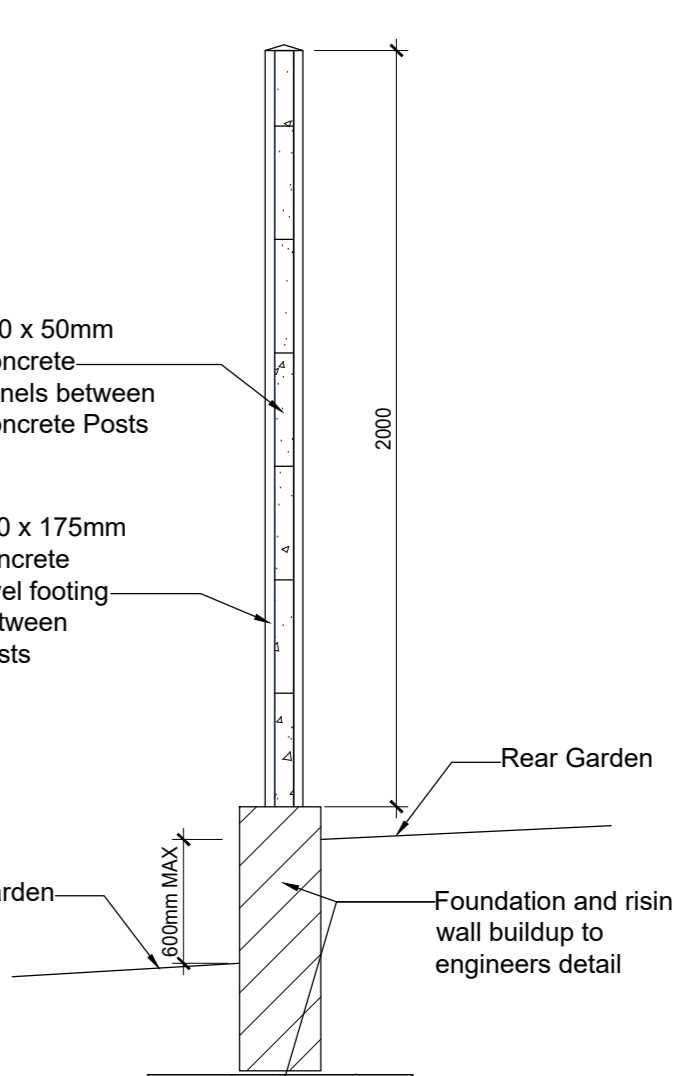 0 x 50mm
oncrete
nels between
oncrete Posts
2000
0 x 175mm
ncrete
vel footing
tween
sts
Rear Garden
600mm MAX
arden
Foundation and risin
wall buildup to
engineers detail